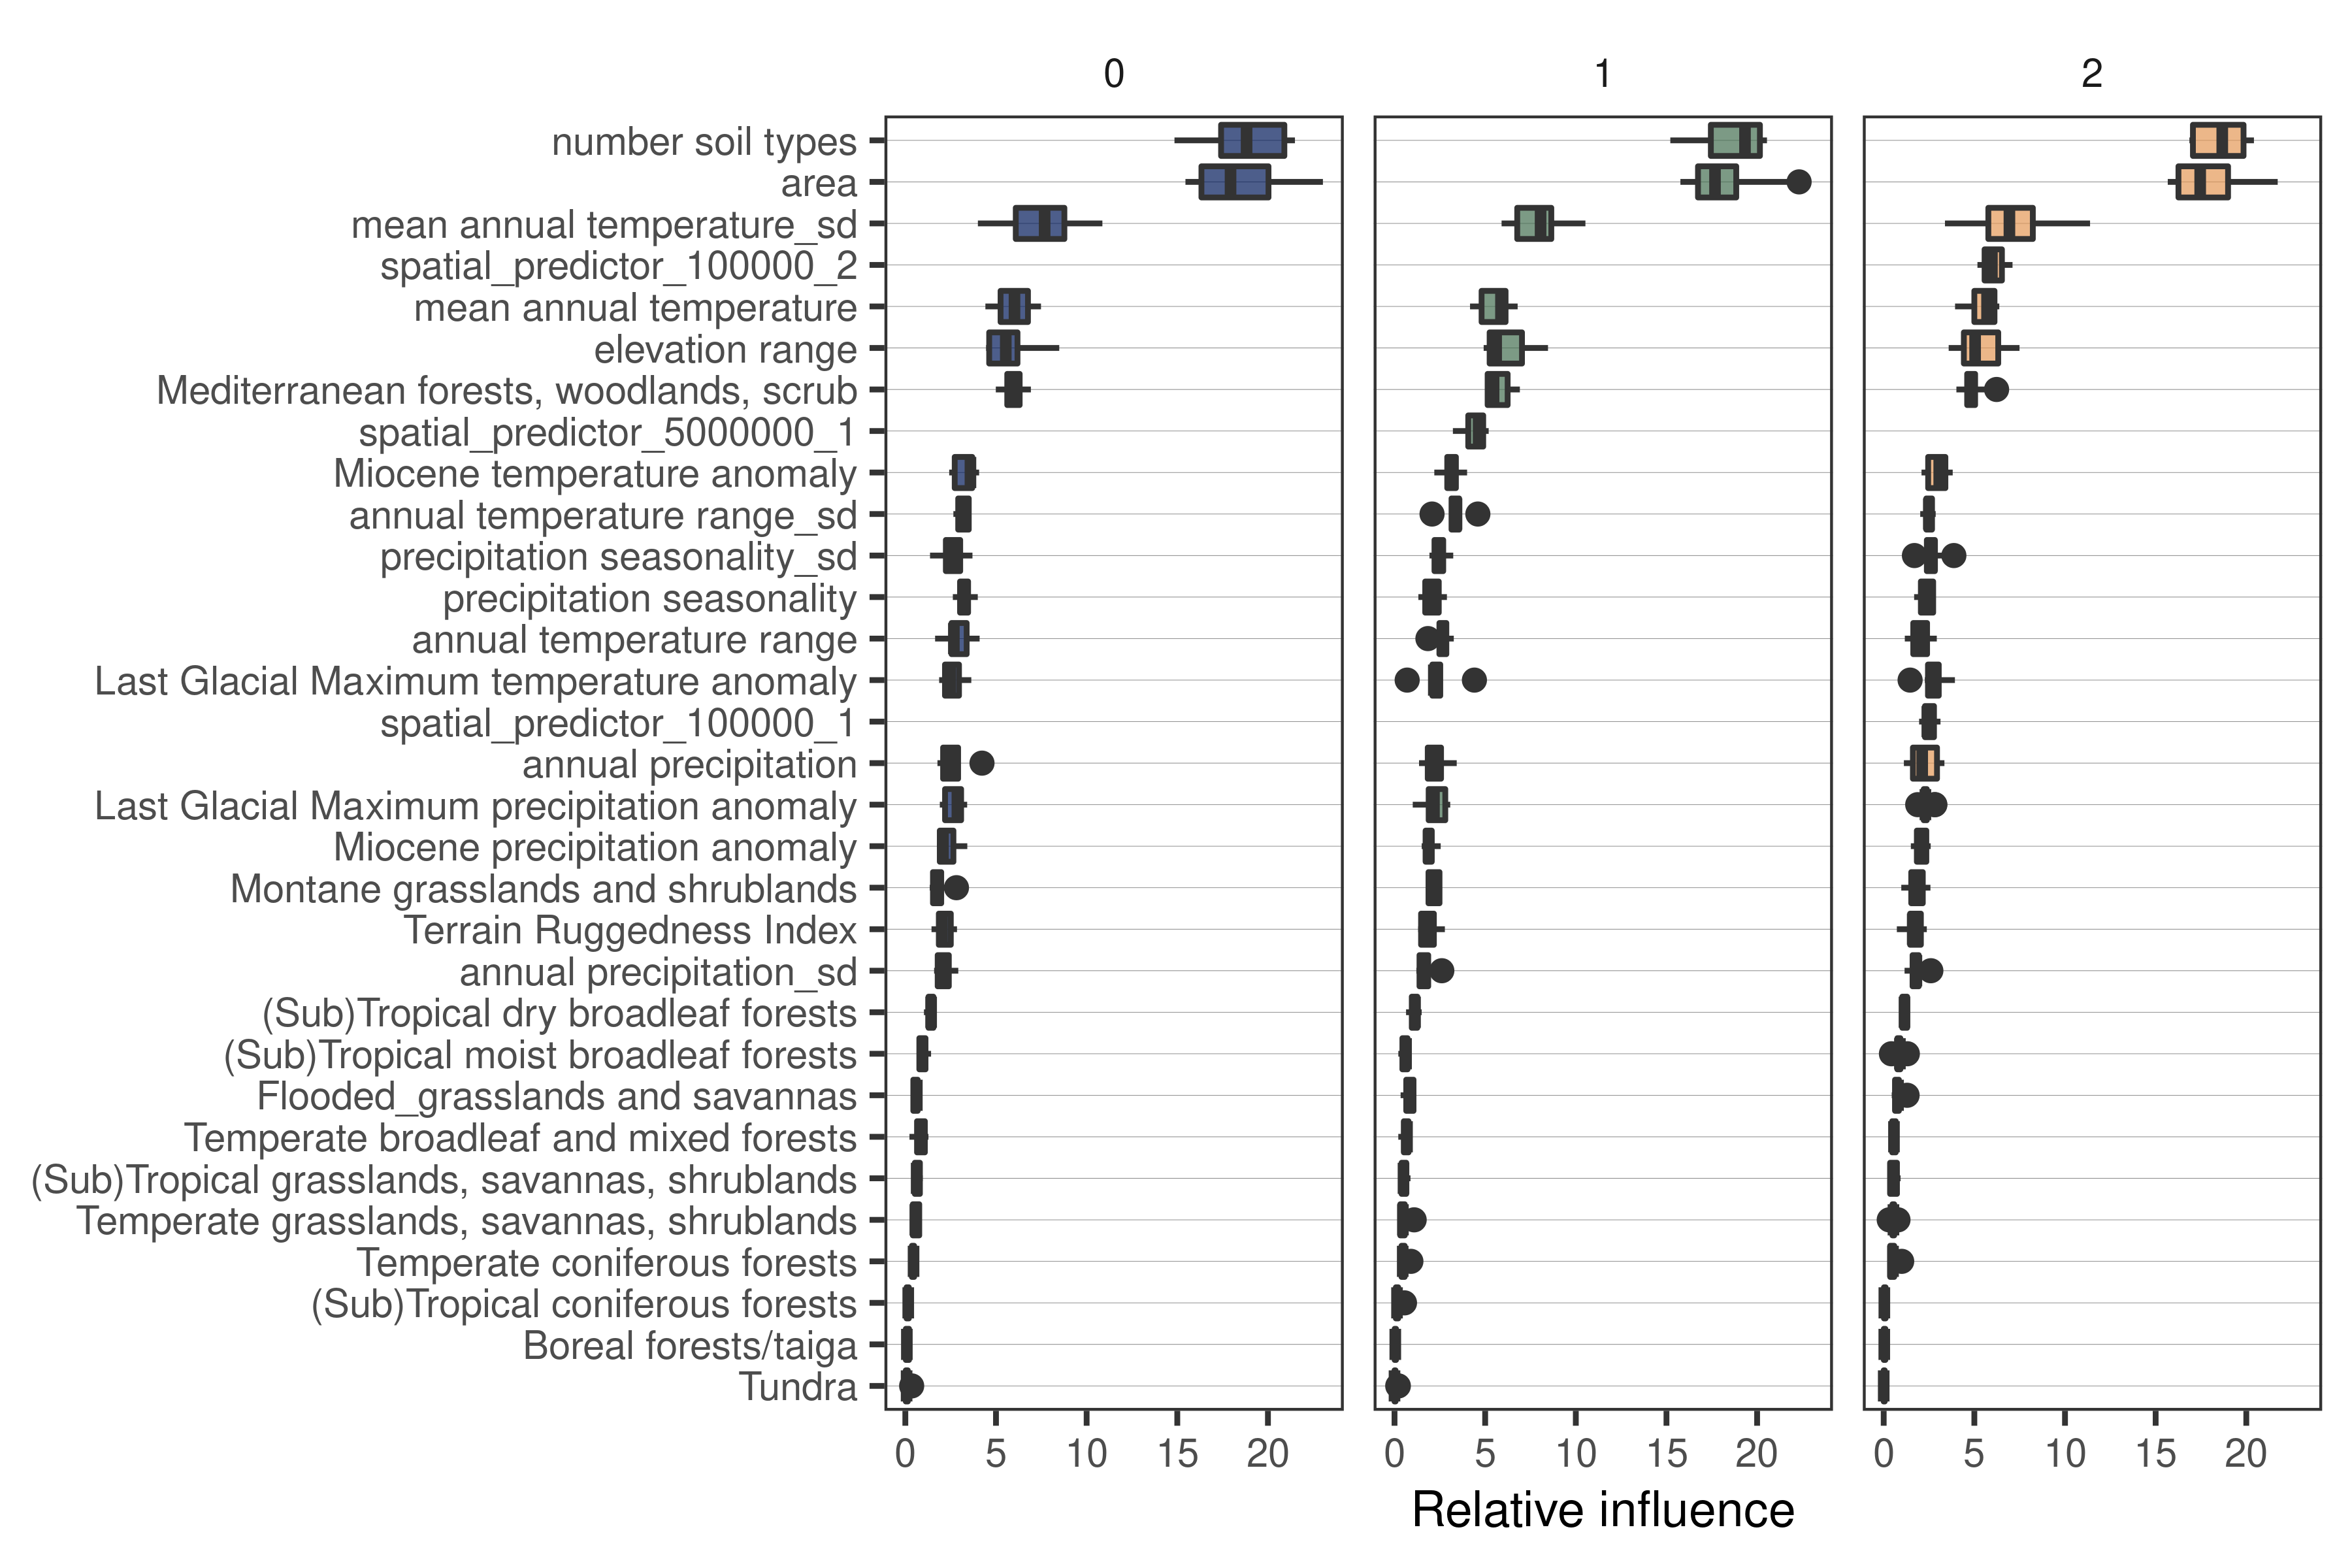 0 1 2
number soil types
area
mean annual temperature_sd
spatial_predictor_100000_2
mean annual temperature
elevation range
Mediterranean forests, woodlands, scrub
spatial_predictor_5000000_1
Miocene temperature anomaly
annual temperature range_sd
precipitation seasonality_sd
precipitation seasonality
annual temperature range
Last Glacial Maximum temperature anomaly
spatial_predictor_100000_1
annual precipitation
Last Glacial Maximum precipitation anomaly
Miocene precipitation anomaly
Montane grasslands and shrublands
Terrain Ruggedness Index
annual precipitation_sd
(Sub)Tropical dry broadleaf forests
(Sub)Tropical moist broadleaf forests
Flooded_grasslands and savannas
Temperate broadleaf and mixed forests
(Sub)Tropical grasslands, savannas, shrublands
Temperate grasslands, savannas, shrublands
Temperate coniferous forests
(Sub)Tropical coniferous forests
Boreal forests/taiga
Tundra
0 5 10 15 20 0 5 10 15 20 0 5 10 15 20
Relative influence